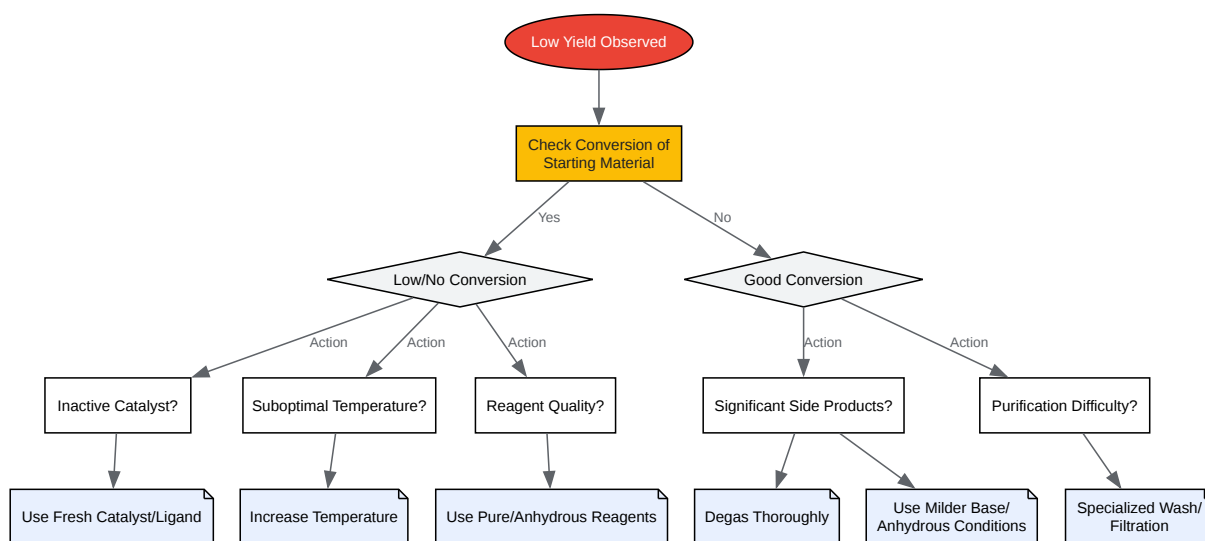 Low Yield Observed
Check Conversion of
Starting Material
Yes
No
Low/No Conversion
Good Conversion
Action
Action
Action
Action
Action
Inactive Catalyst?
Suboptimal Temperature?
Reagent Quality?
Significant Side Products?
Purification Difficulty?
Use Fresh Catalyst/Ligand
Increase Temperature
Use Pure/Anhydrous Reagents
Degas Thoroughly
Use Milder Base/
Anhydrous Conditions
Specialized Wash/
Filtration